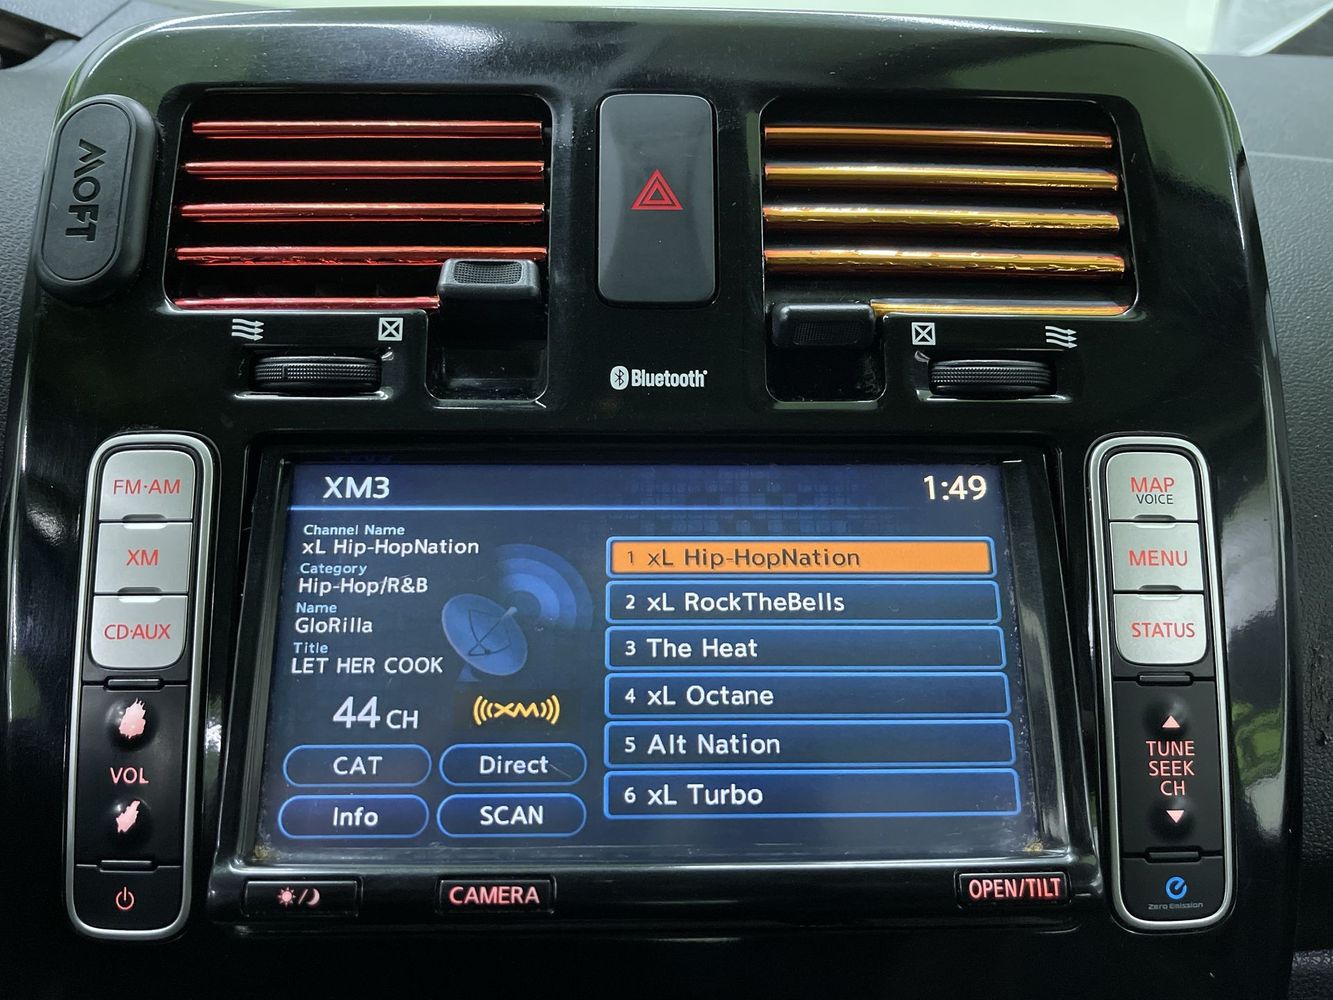 MOFT
Bluetooth
FM·AM
XM
CD·AUX
VOL
XM3
1:49
Channel Name
xL Hip-HopNation
Category
Hip-Hop/R&B
Name
GloRilla
Title
LET HER COOK
44 CH
((XM))
CAT
Direct
Info
SCAN
1 xL Hip-HopNation
2 xL RockTheBells
3 The Heat
4 xL Octane
5 Alt Nation
6 xL Turbo
MAP
VOICE
MENU
STATUS
TUNE
SEEK
CH
Zero Emission
CAMERA
OPEN/TILT